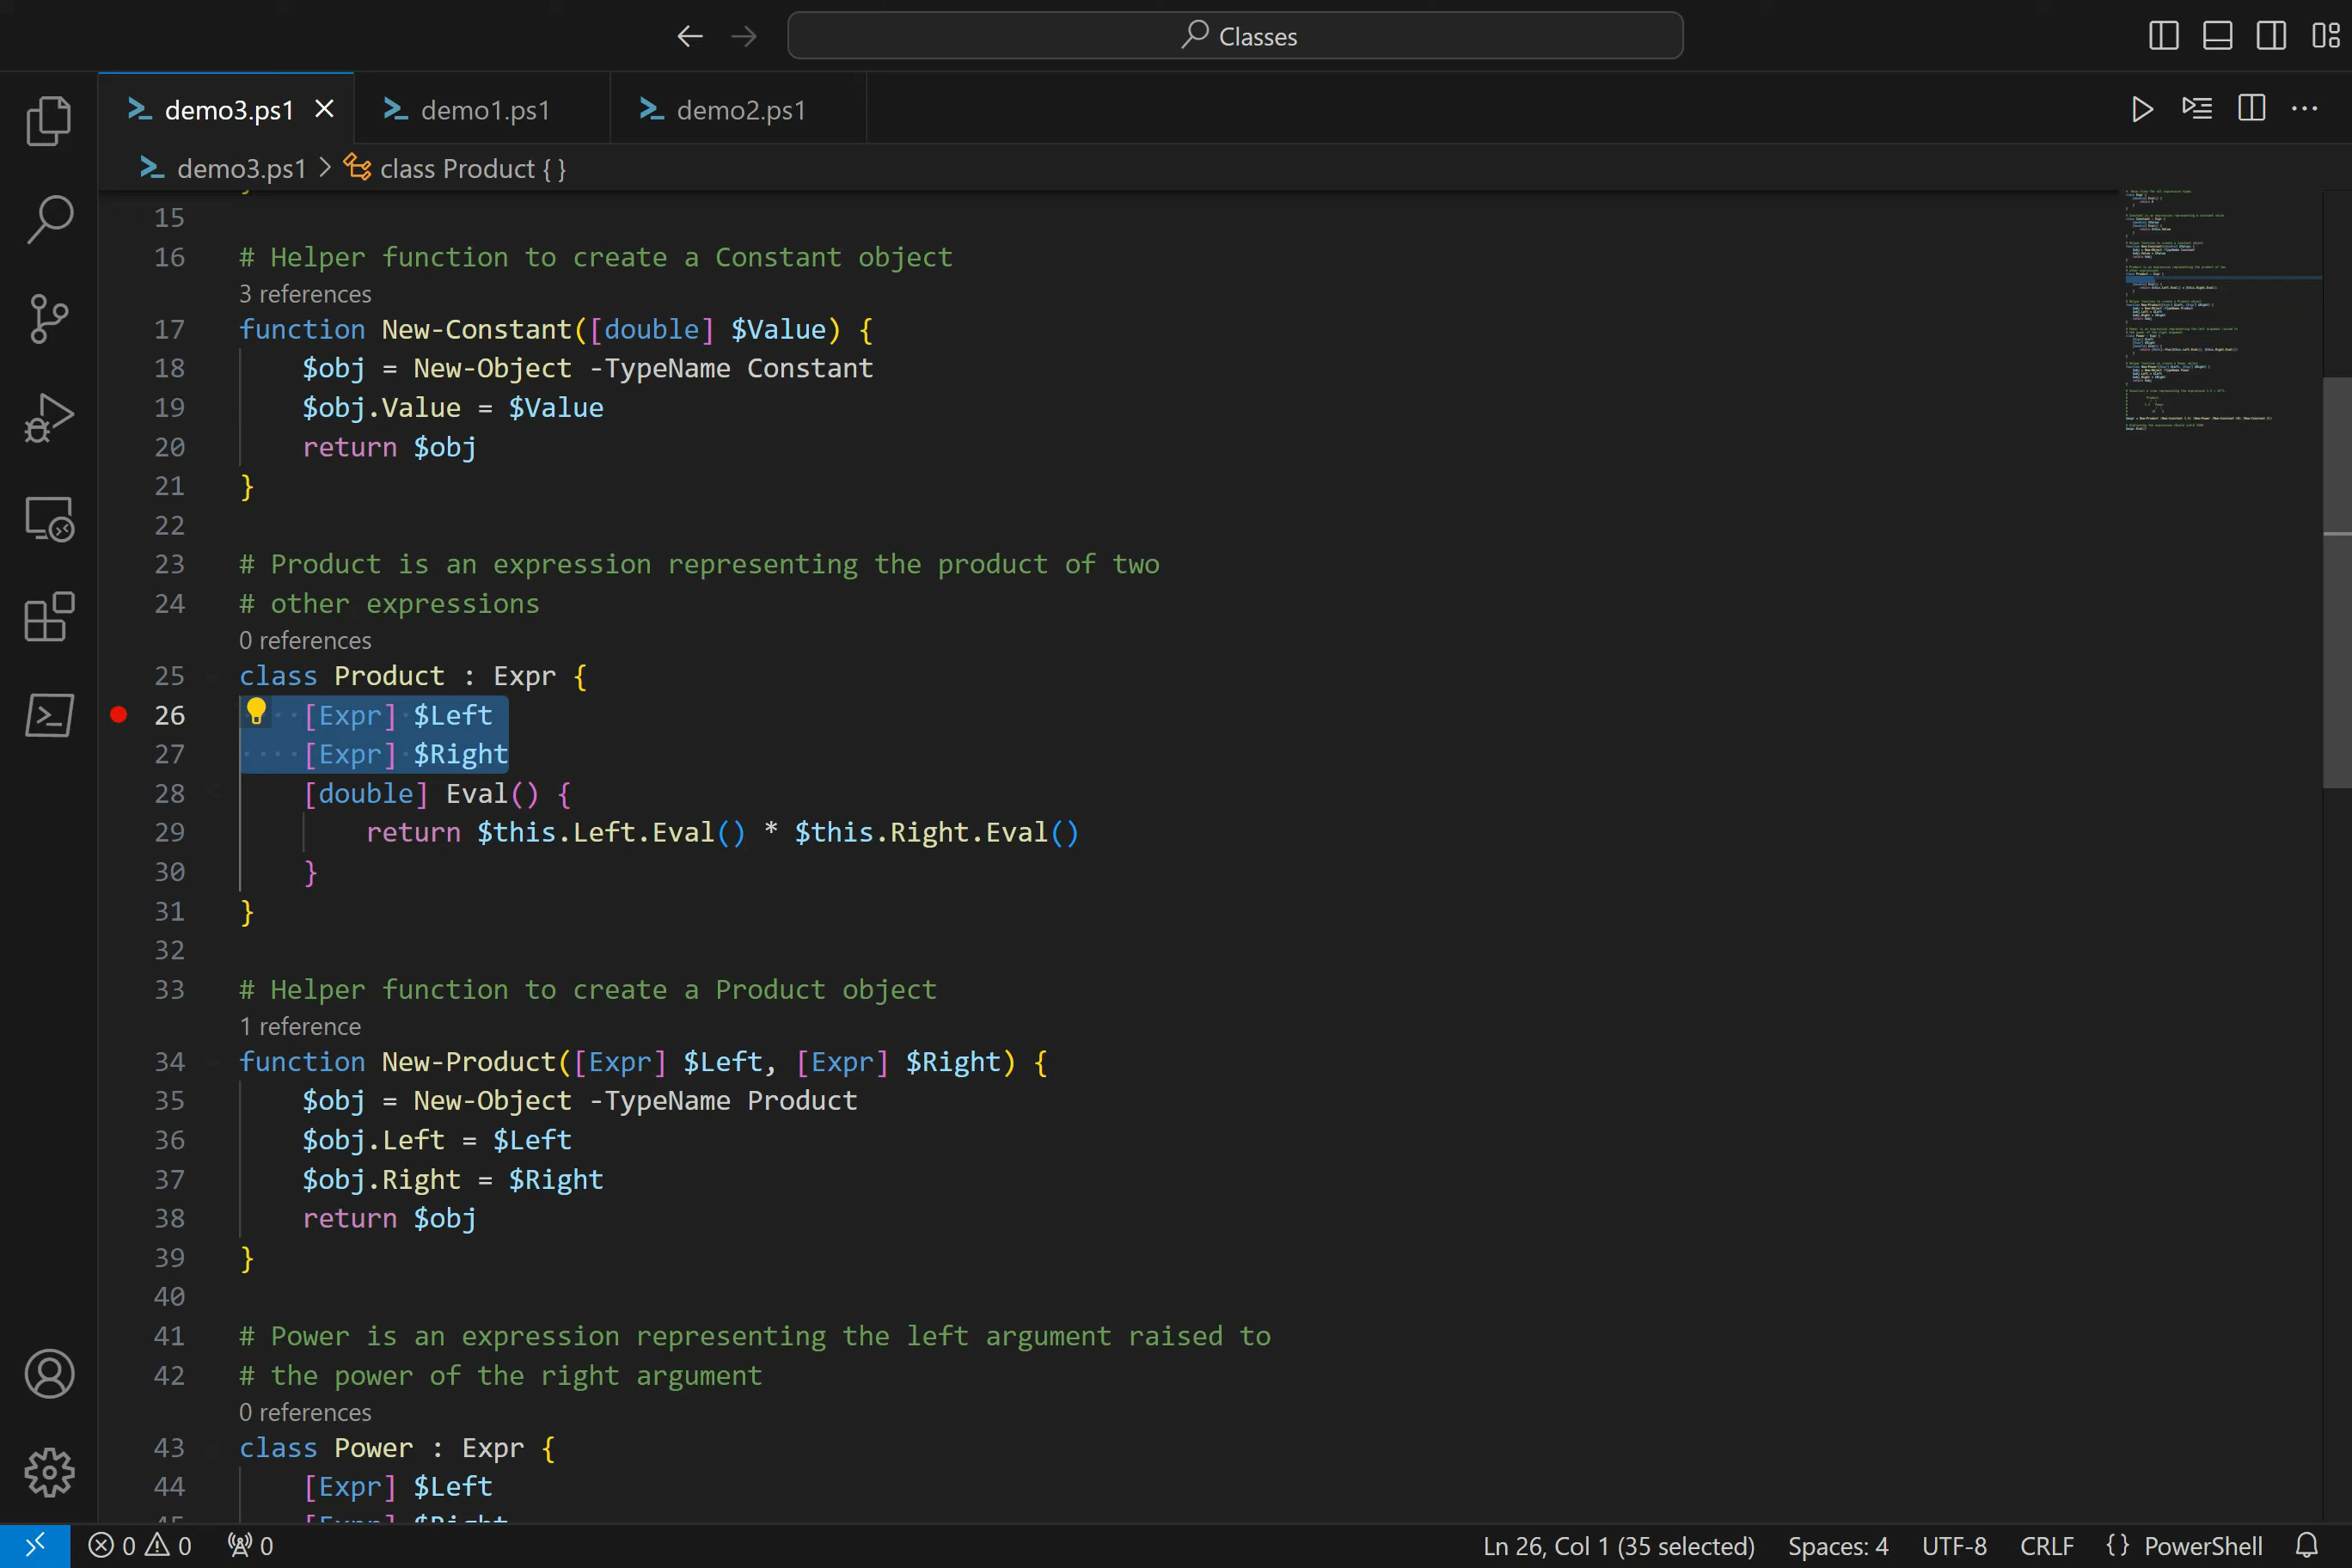 Classes
demo3.ps1
demo1.ps1
demo2.ps1
demo3.ps1 > class Product { }
15
16 # Helper function to create a Constant object
3 references
17 function New-Constant([double] $Value) {
18 $obj = New-Object -TypeName Constant
19 $obj.Value = $Value
20 return $obj
21 }
22
23 # Product is an expression representing the product of two
24 # other expressions
0 references
25 class Product : Expr {
26 [Expr] $Left
27 [Expr] $Right
28 [double] Eval() {
29 return $this.Left.Eval() * $this.Right.Eval()
30 }
31 }
32
33 # Helper function to create a Product object
1 reference
34 function New-Product([Expr] $Left, [Expr] $Right) {
35 $obj = New-Object -TypeName Product
36 $obj.Left = $Left
37 $obj.Right = $Right
38 return $obj
39 }
40
41 # Power is an expression representing the left argument raised to
42 # the power of the right argument
0 references
43 class Power : Expr {
44 [Expr] $Left
45 [Expr] $Right
0 0 0
Ln 26, Col 1 (35 selected) Spaces: 4 UTF-8 CRLF { } PowerShell